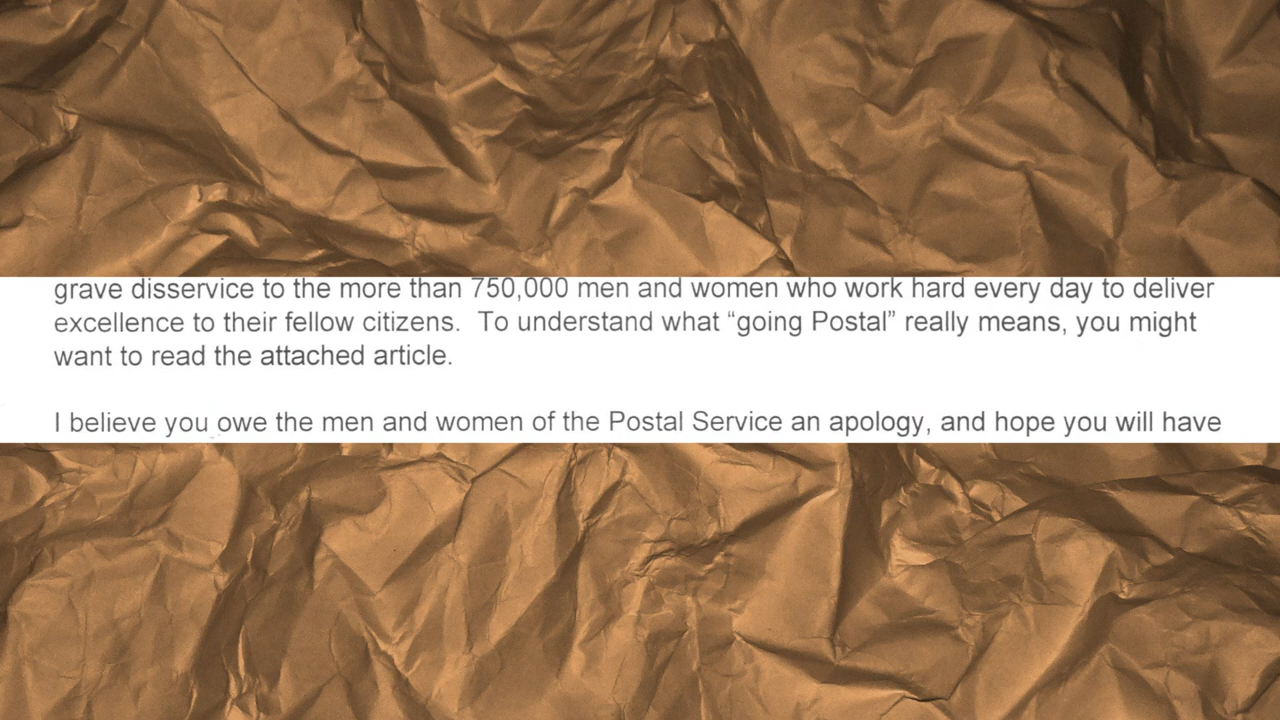 grave disservice to the more than 750,000 men and women who work hard every day to deliver
excellence to their fellow citizens.  To understand what “going Postal” really means, you might
want to read the attached article.
I believe you owe the men and women of the Postal Service an apology, and hope you will have